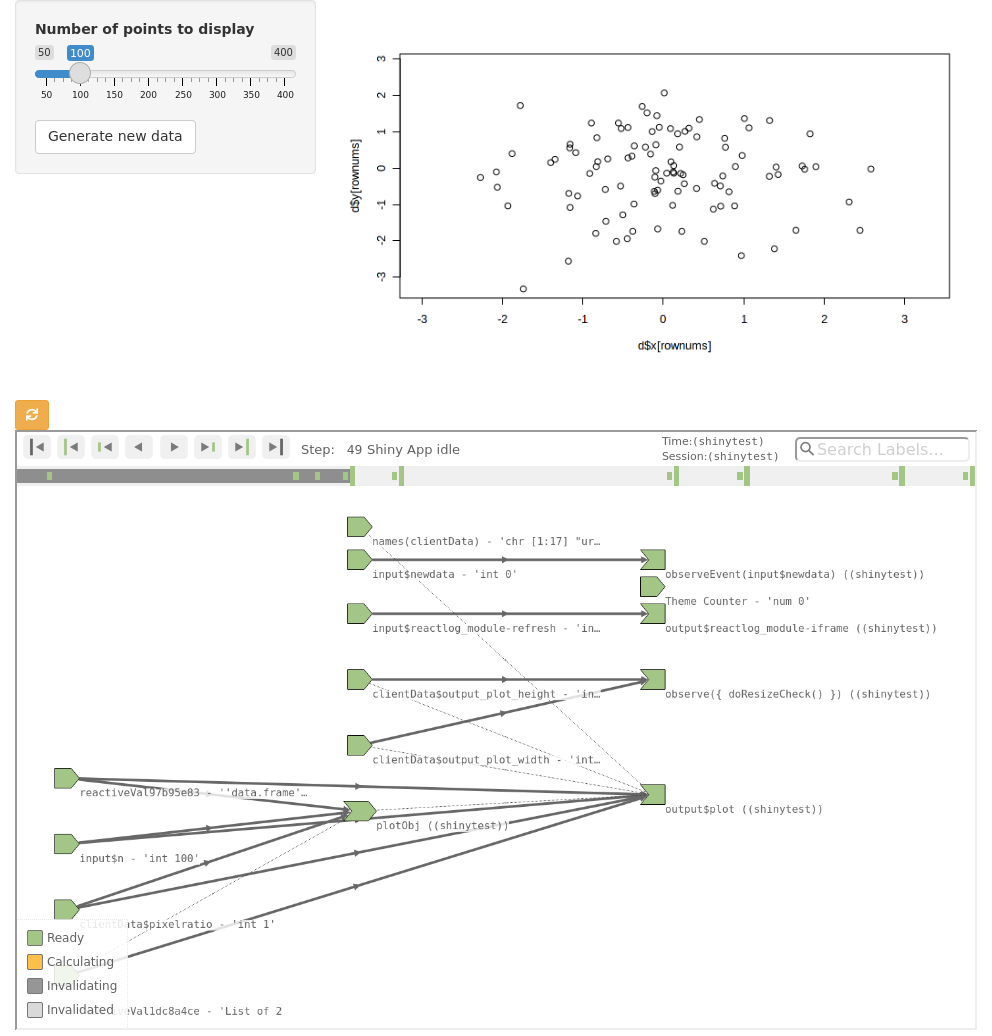 Number of points to display
50 100 400
50 100 150 200 250 300 350 400
Generate new data
d$y[rownums]
3
2
1
0
-1
-2
-3
-3 -2 -1 0 1 2 3
d$x[rownums]
Step: 49 Shiny App idle
Time:(shinytest)
Session:(shinytest)
Search Labels...
names(clientData) - 'chr [1:17] "ur…
input$newdata - 'int 0'
observeEvent(input$newdata) ((shinytest))
Theme Counter - 'num 0'
input$reactlog_module-refresh - 'in…
output$reactlog_module-iframe ((shinytest))
clientData$output_plot_height - 'in…
observe({ doResizeCheck() }) ((shinytest))
clientData$output_plot_width - 'int…
reactiveVal97b95e83 - ''data.frame'…
output$plot ((shinytest))
plotObj ((shinytest))
input$n - 'int 100'
clientData$pixelratio - 'int 1'
Ready
Calculating
Invalidating
Invalidated
veVal1dc8a4ce - 'List of 2